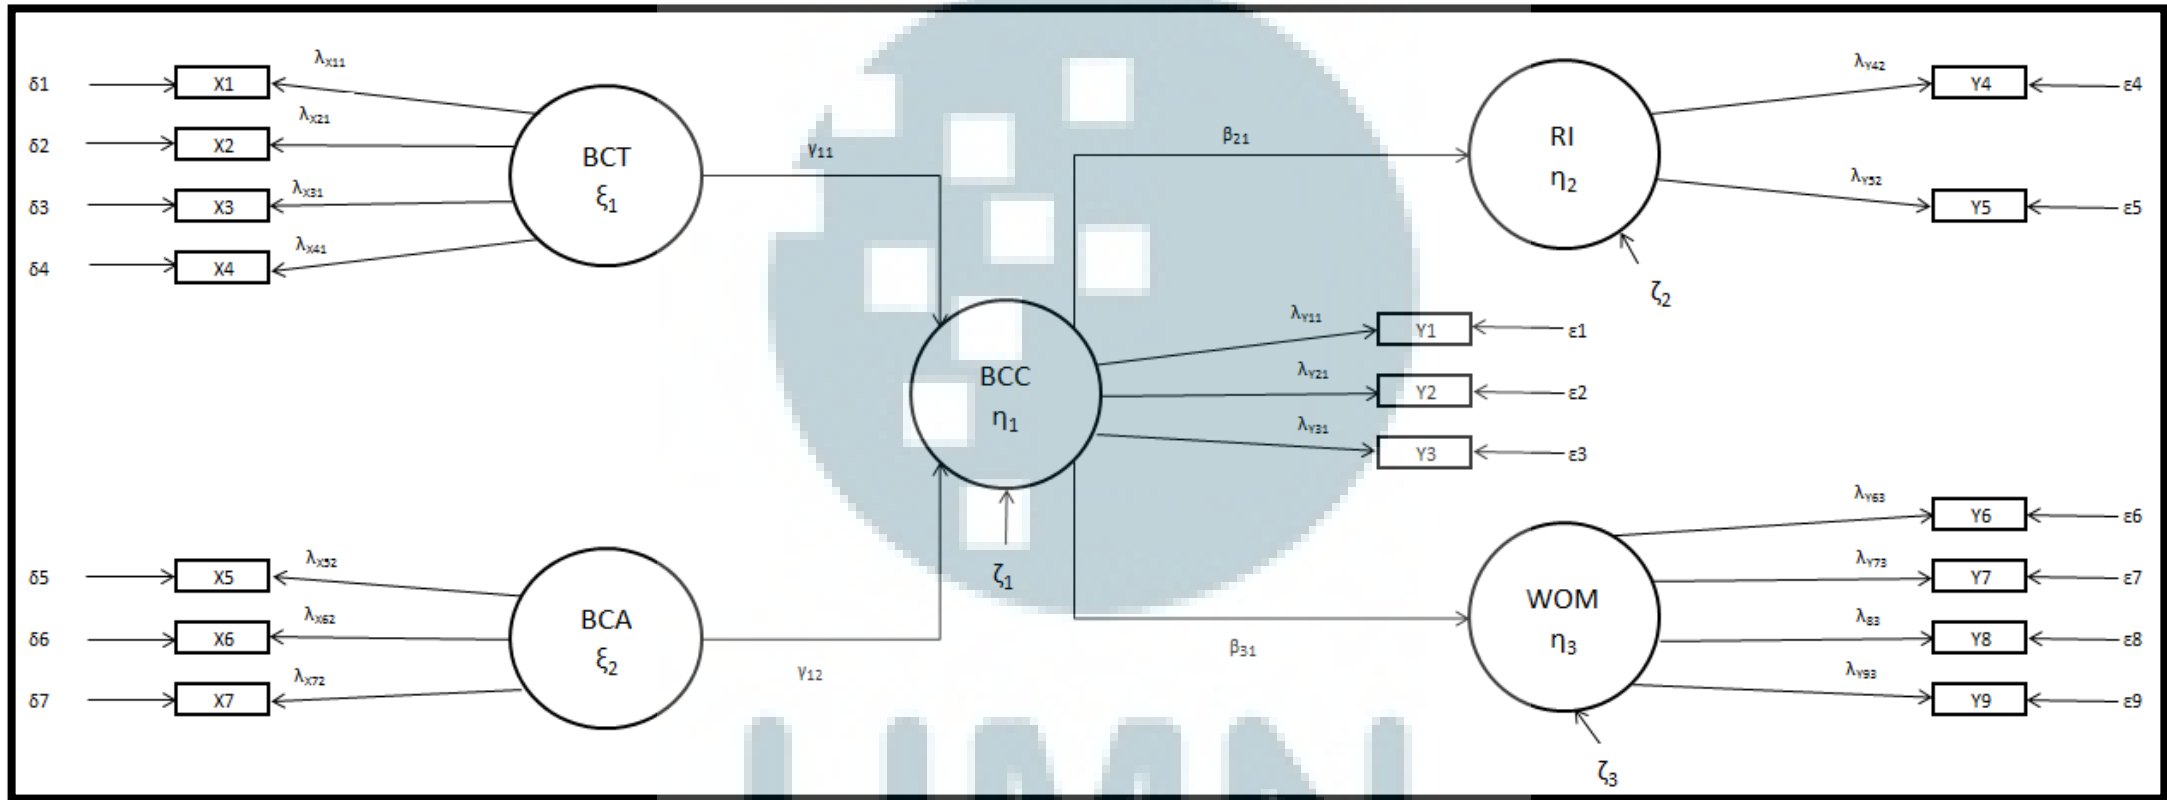 δ1 X1 λX11
δ2 X2 λX21
δ3 X3 λX31
δ4 X4 λX41
BCT
ξ1
γ11
δ5 X5 λX52
δ6 X6 λX62
δ7 X7 λX72
BCA
ξ2
γ12
BCC
η1
ζ1
λY11 Y1 ε1
λY21 Y2 ε2
λY31 Y3 ε3
β21
RI
η2
ζ2
λY42 Y4 ε4
λY52 Y5 ε5
β31
WOM
η3
ζ3
λY63 Y6 ε6
λY73 Y7 ε7
λ83 Y8 ε8
λY93 Y9 ε9